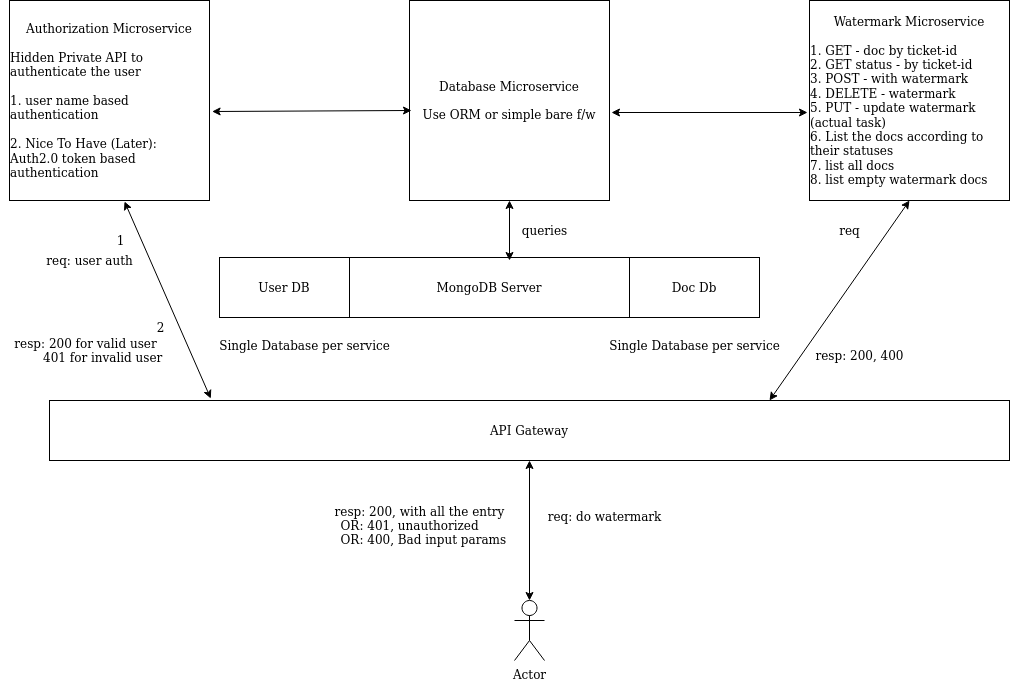 Authorization Microservice
Hidden Private API to
authenticate the user
1. user name based
authentication
2. Nice To Have (Later):
Auth2.0 token based
authentication
Database Microservice
Use ORM or simple bare f/w
Watermark Microservice
1. GET - doc by ticket-id
2. GET status - by ticket-id
3. POST - with watermark
4. DELETE - watermark
5. PUT - update watermark
(actual task)
6. List the docs according to
their statuses
7. list all docs
8. list empty watermark docs
1
req: user auth
queries
req
User DB
MongoDB Server
Doc Db
2
resp: 200 for valid user
401 for invalid user
Single Database per service
Single Database per service
resp: 200, 400
API Gateway
resp: 200, with all the entry
OR: 401, unauthorized
OR: 400, Bad input params
req: do watermark
Actor